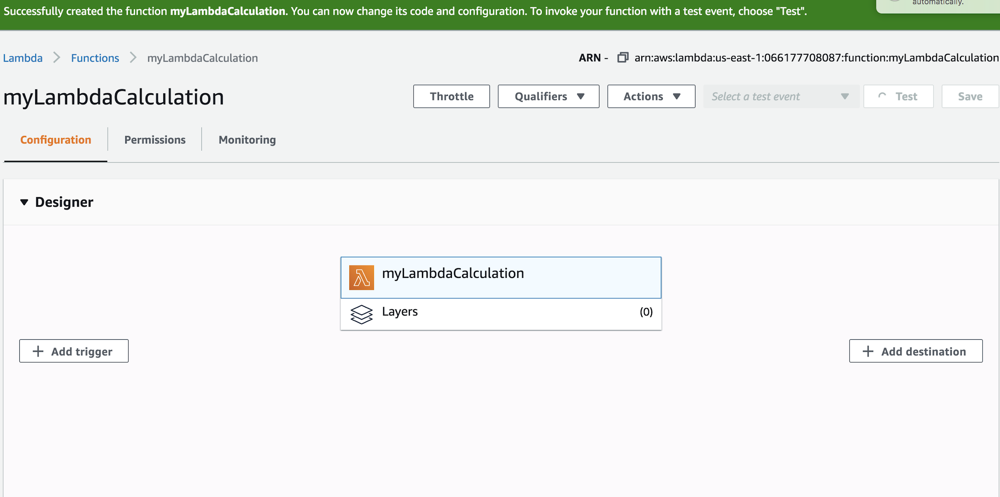 automatically.
Successfully created the function myLambdaCalculation. You can now change its code and configuration. To invoke your function with a test event, choose "Test".
Lambda Functions myLambdaCalculation ARN - arn:aws:lambda:us-east-1:066177708087:function:myLambdaCalculation
myLambdaCalculation Throttle Qualifiers Actions Select a test event Test Save
Configuration Permissions Monitoring
Designer
myLambdaCalculation
Layers (0)
Add trigger Add destination